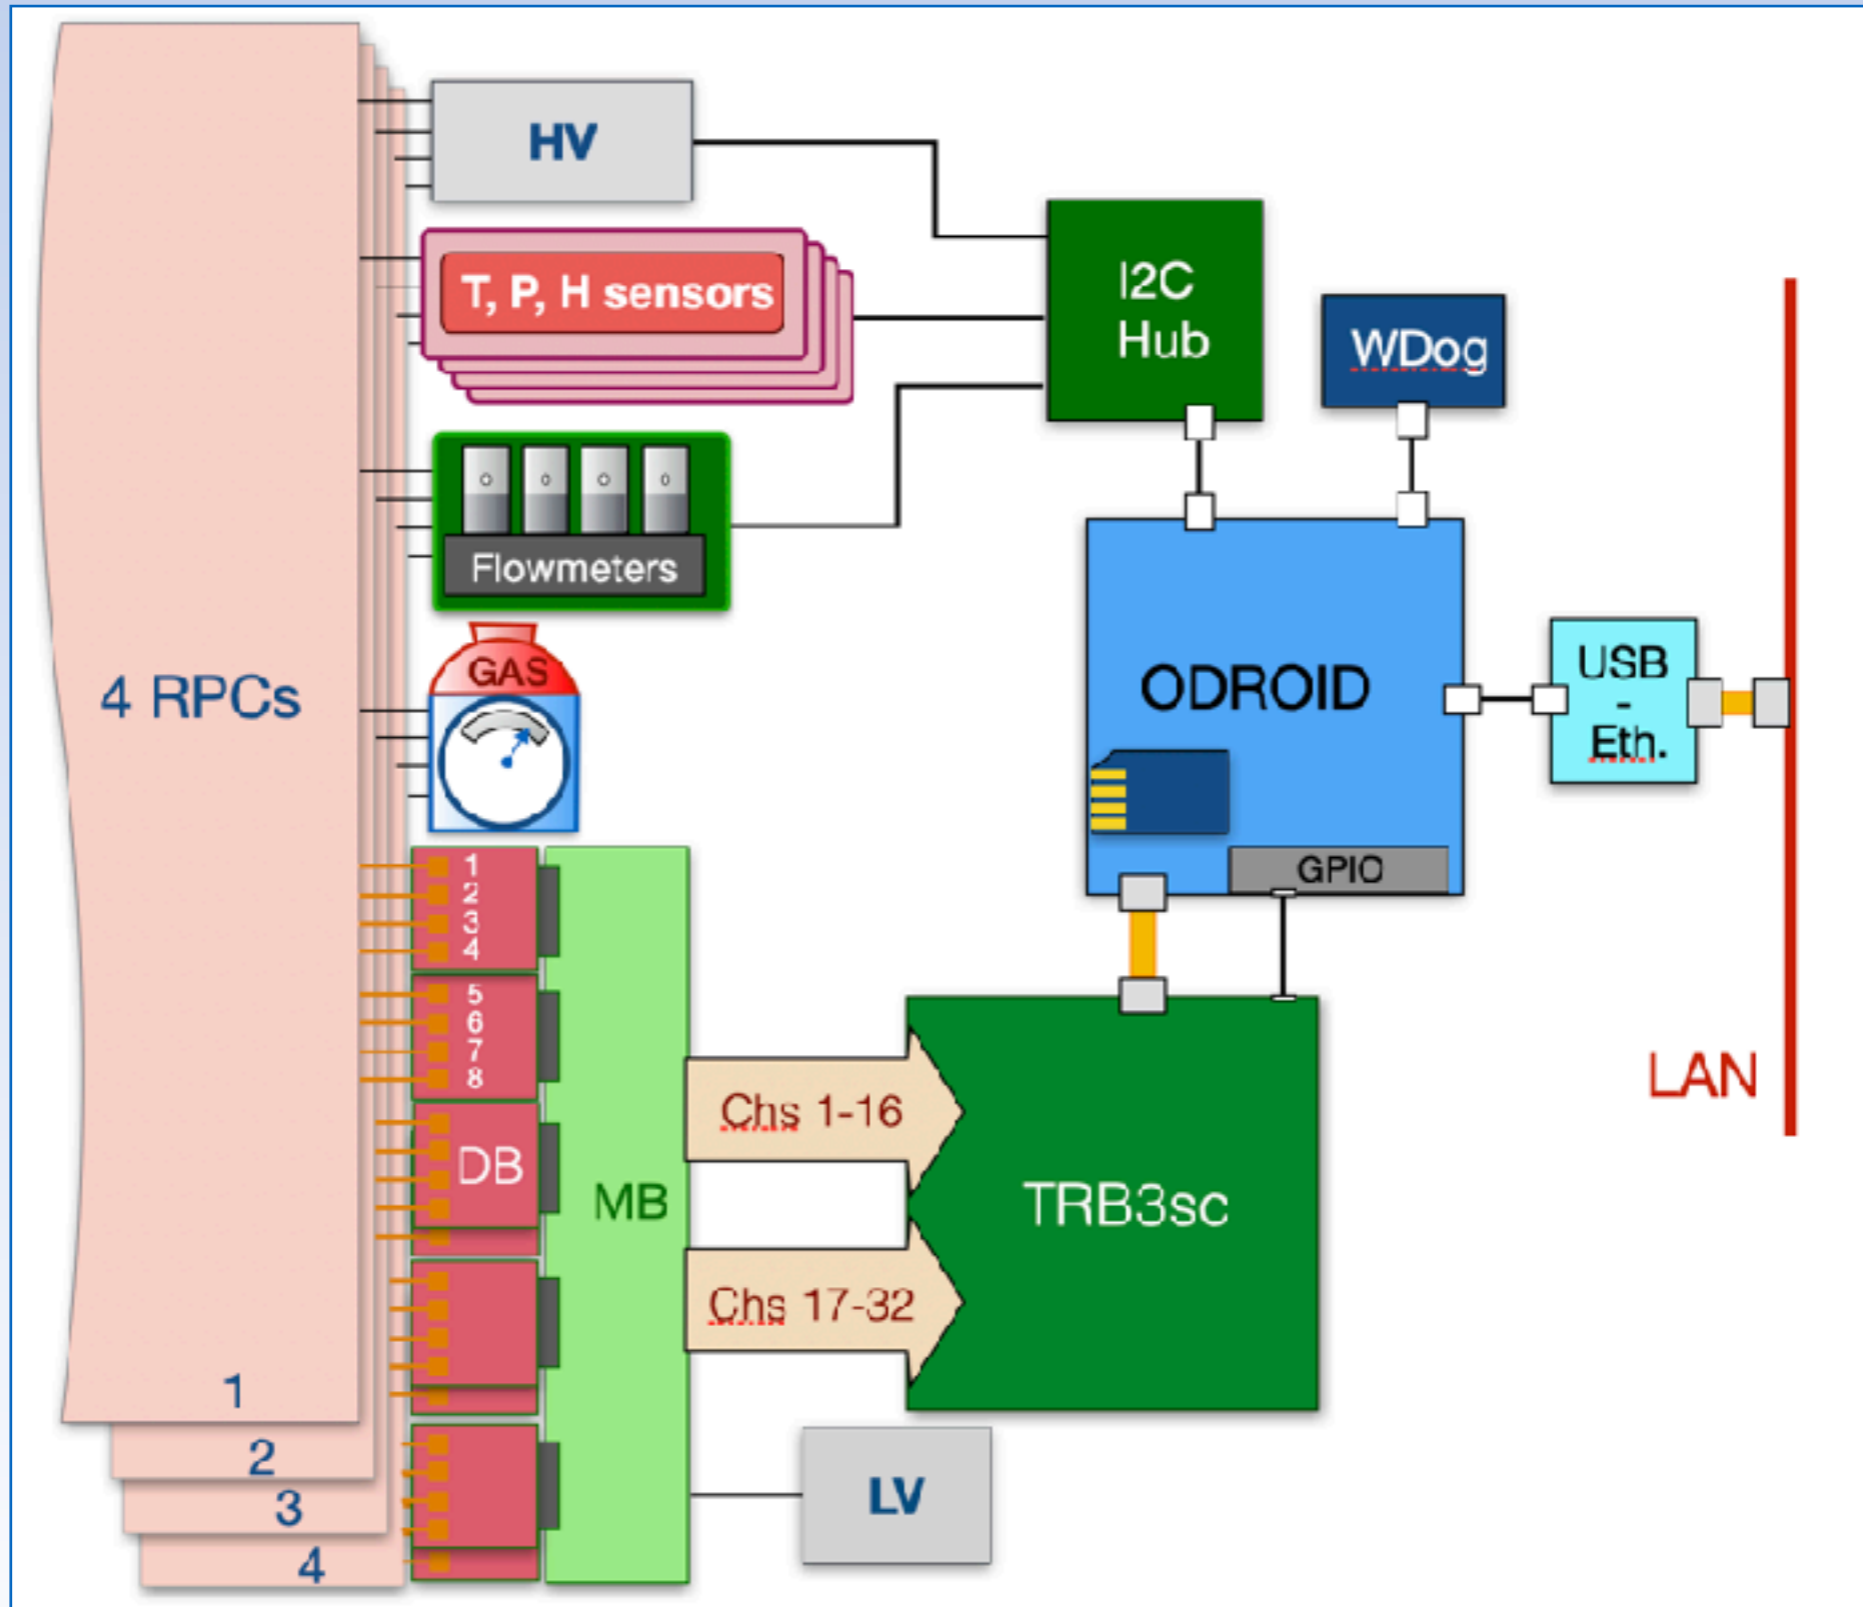 HV
T, P, H sensors
I2C
Hub
WDog
Flowmeters
GAS
4 RPCs
ODROID
USB
-
Eth.
GPIO
1
2
3
4
5
6
7
8
DB
MB
Chs 1-16
Chs 17-32
TRB3sc
LAN
LV
1
2
3
4